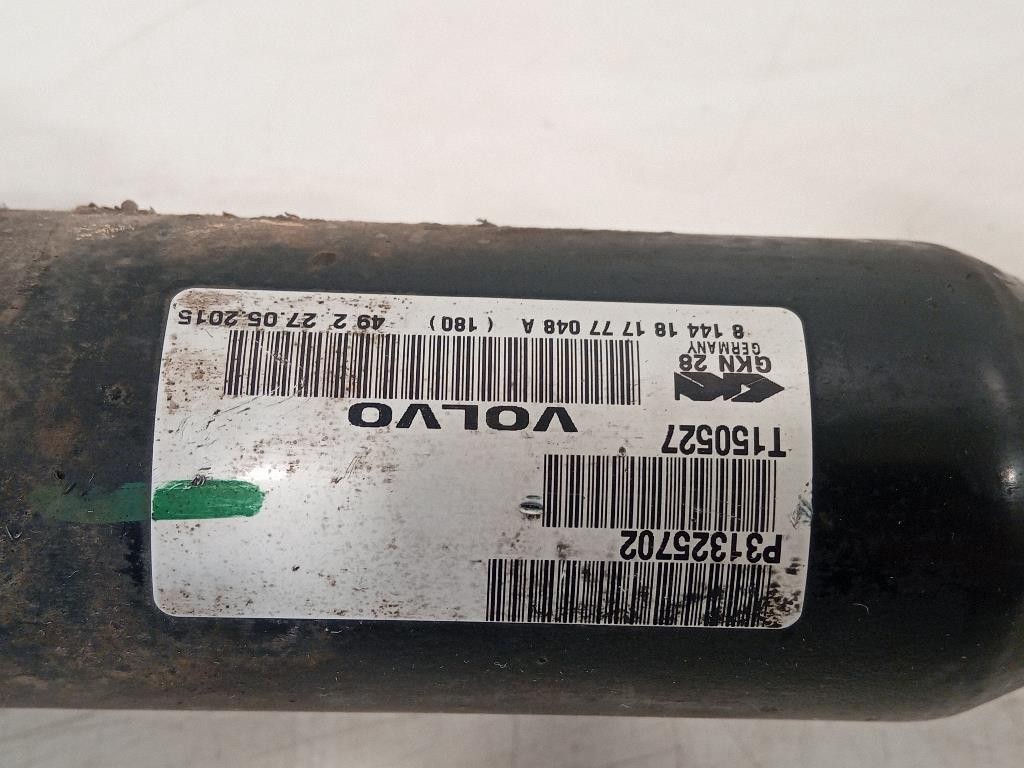 P31325702
T150527
VOLVO
GKN 28
GERMANY
8 144 18 17 77 048 A ( 180) 49 2 27.05.2015